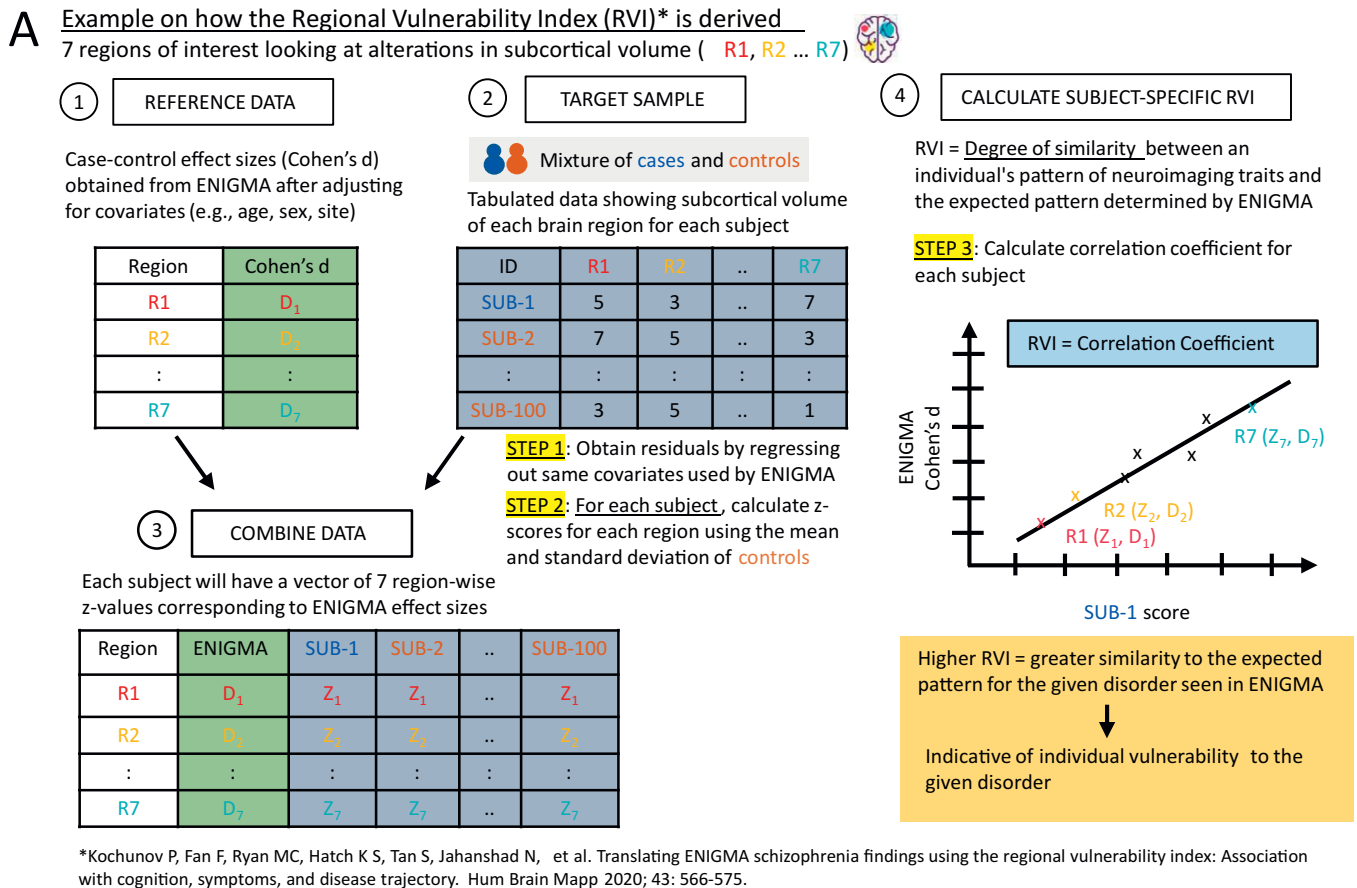 A
Example on how the Regional Vulnerability Index (RVI)* is derived
7 regions of interest looking at alterations in subcortical volume ( R1, R2 ... R7)
1
REFERENCE DATA
Case-control effect sizes (Cohen's d)
obtained from ENIGMA after adjusting
for covariates (e.g., age, sex, site)
Region Cohen's d
R1 D1
R2
: :
R7 D7
2
TARGET SAMPLE
Mixture of cases and controls
Tabulated data showing subcortical volume
of each brain region for each subject
ID R1 R2 .. R7
SUB-1 5 3 .. 7
SUB-2 7 5 .. 3
: : : : :
SUB-100 3 5 .. 1
STEP 1: Obtain residuals by regressing
out same covariates used by ENIGMA
STEP 2: For each subject, calculate z-
scores for each region using the mean
and standard deviation of controls
3
COMBINE DATA
Each subject will have a vector of 7 region-wise
z-values corresponding to ENIGMA effect sizes
Region ENIGMA SUB-1 SUB-2 .. SUB-100
R1 D1 Z1 Z1 .. Z1
R2 D2 Z2 Z2 .. Z2
: : : : : :
R7 D7 Z7 Z7 .. Z7
4
CALCULATE SUBJECT-SPECIFIC RVI
RVI = Degree of similarity between an
individual's pattern of neuroimaging traits and
the expected pattern determined by ENIGMA
STEP 3: Calculate correlation coefficient for
each subject
RVI = Correlation Coefficient
ENIGMA
Cohen's d
R7 (Z7, D7)
R2 (Z2, D2)
R1 (Z1, D1)
SUB-1 score
Higher RVI = greater similarity to the expected
pattern for the given disorder seen in ENIGMA
Indicative of individual vulnerability to the
given disorder
*Kochunov P, Fan F, Ryan MC, Hatch K S, Tan S, Jahanshad N, et al. Translating ENIGMA schizophrenia findings using the regional vulnerability index: Association
with cognition, symptoms, and disease trajectory. Hum Brain Mapp 2020; 43: 566-575.